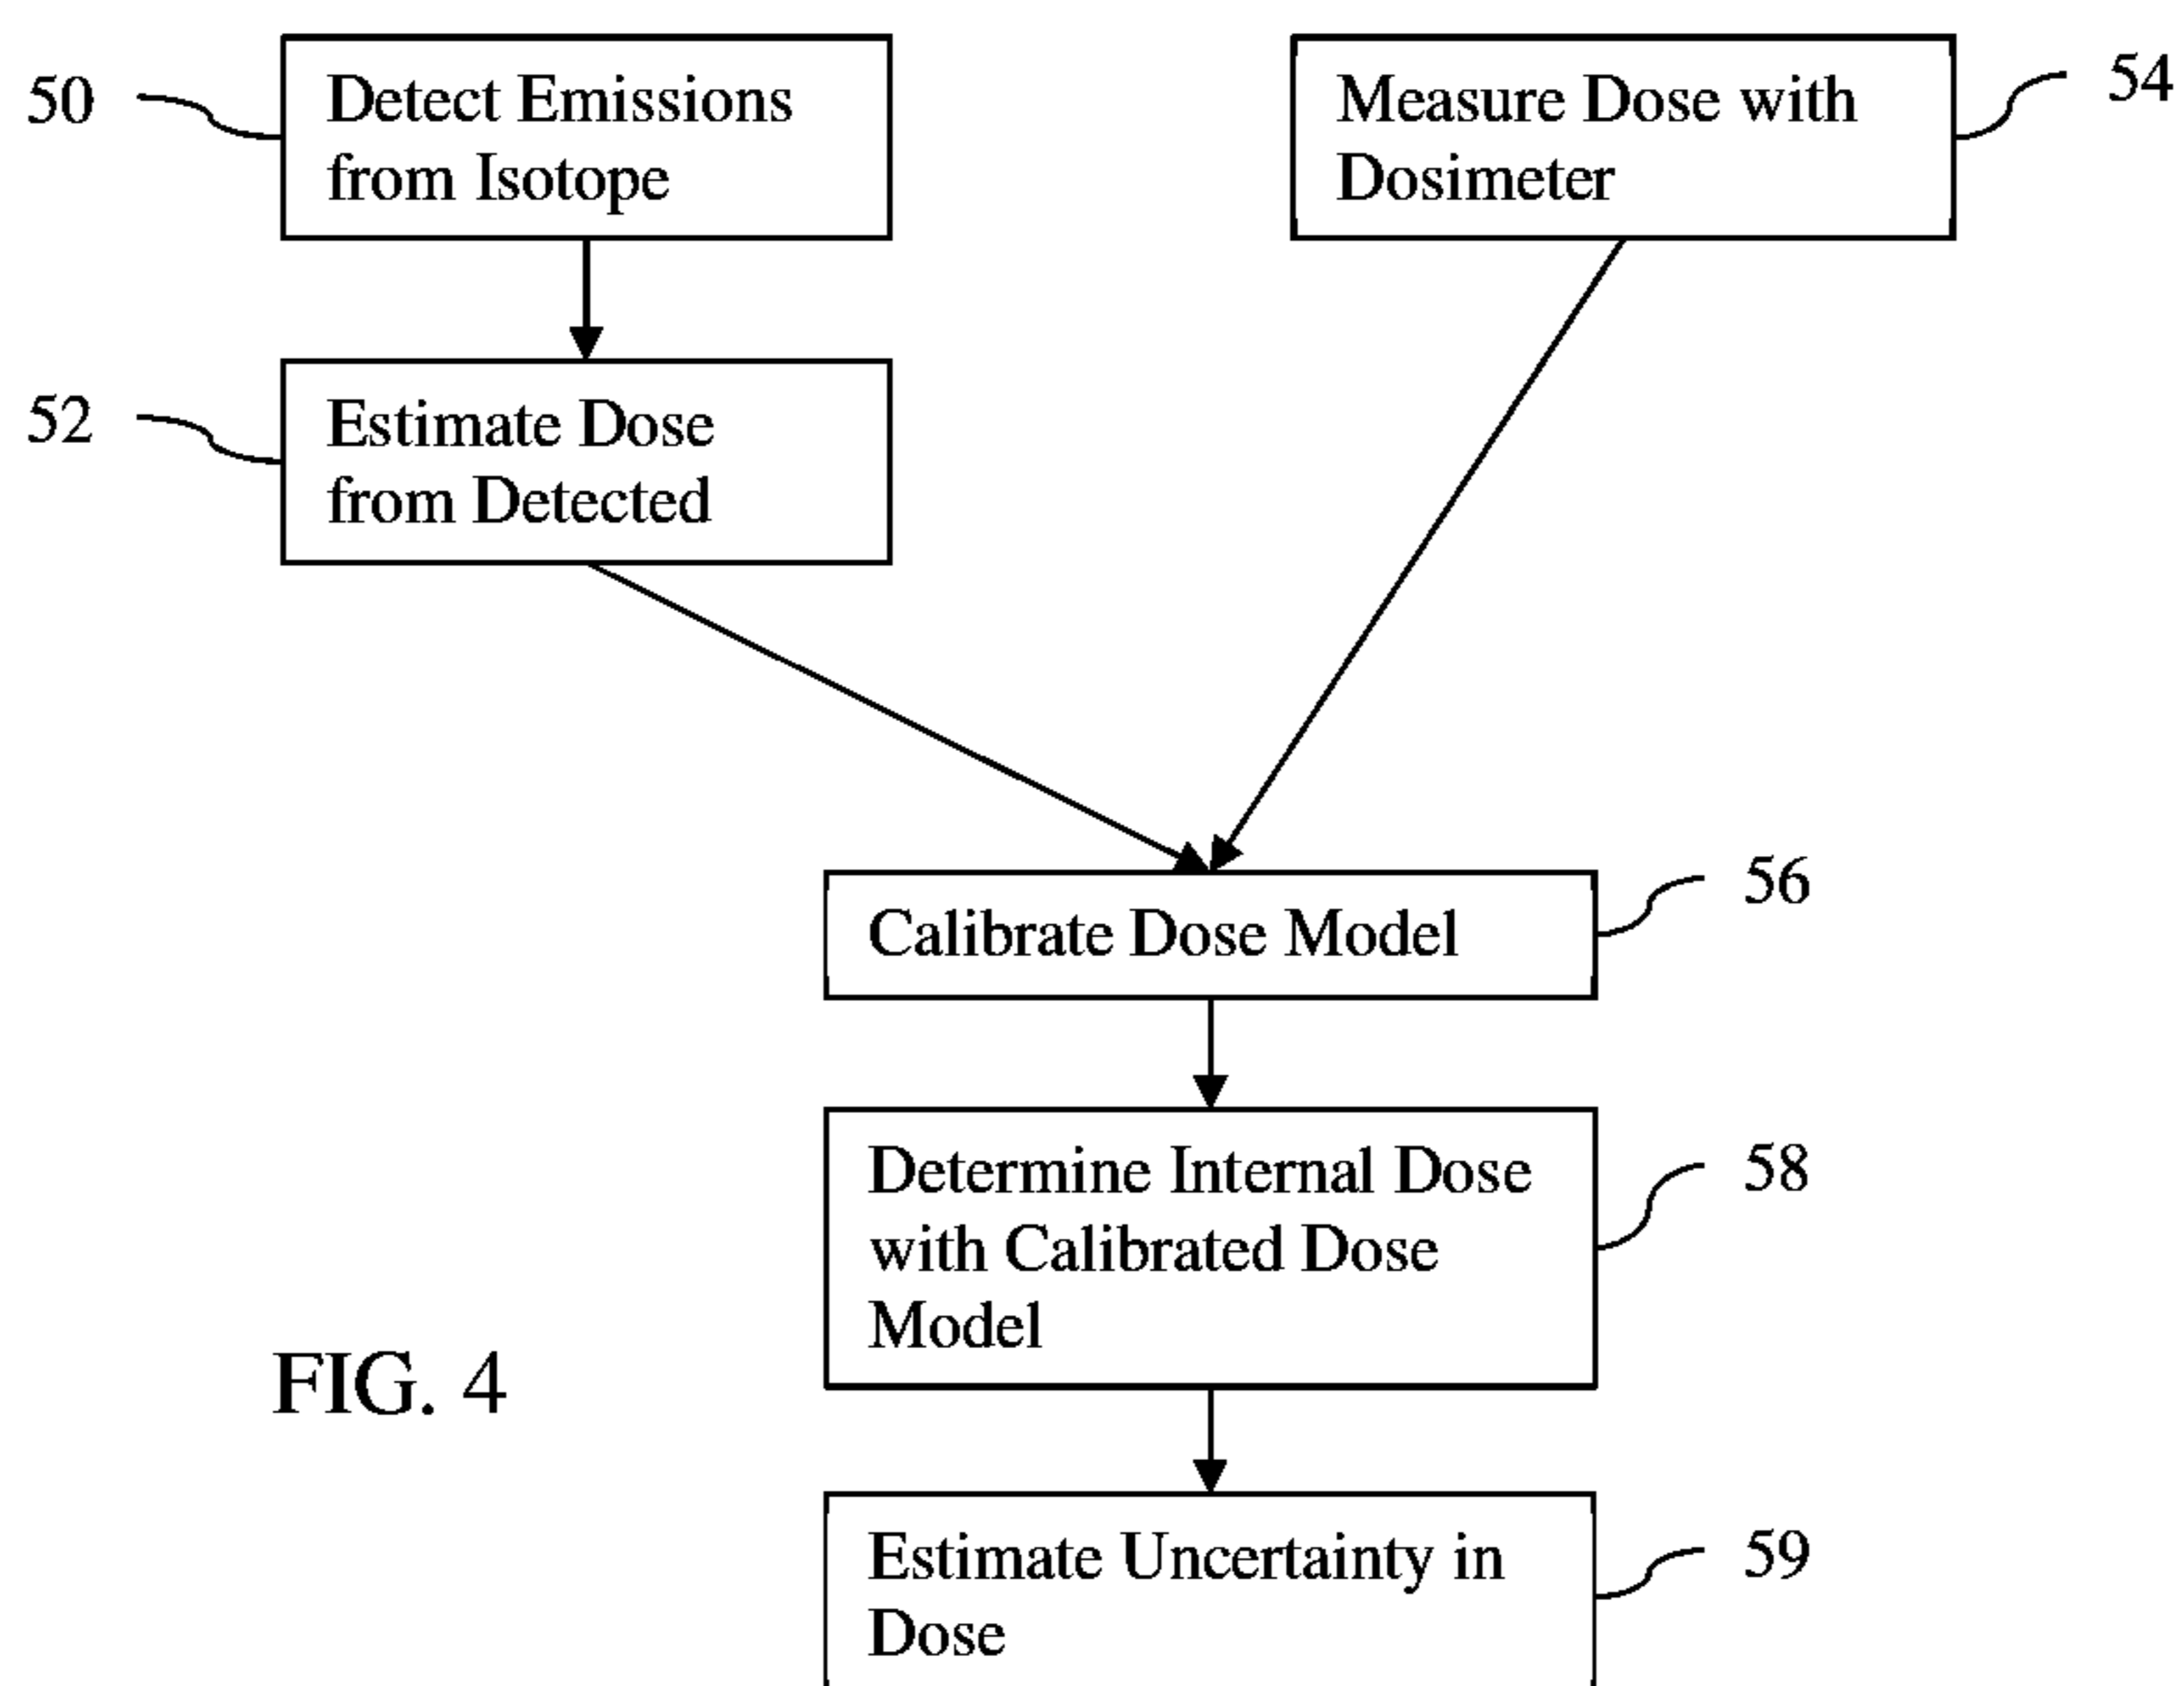 50
Detect Emissions
from Isotope
54
Measure Dose with
Dosimeter
52
Estimate Dose
from Detected
56
Calibrate Dose Model
58
Determine Internal Dose
with Calibrated Dose
Model
FIG. 4
59
Estimate Uncertainty in
Dose